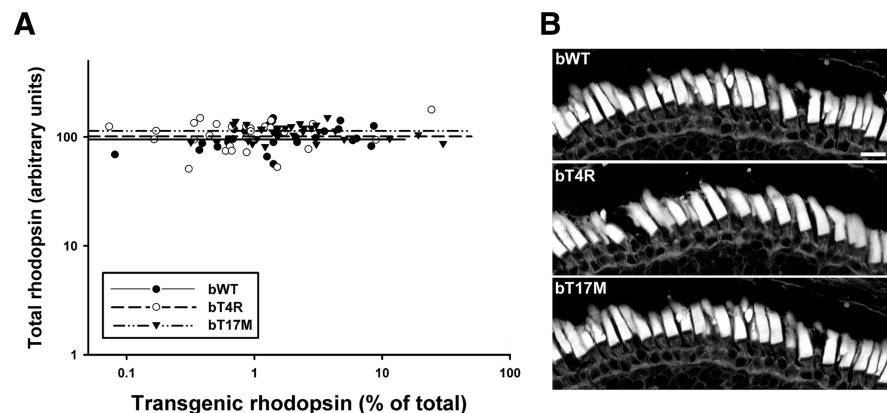 A
B
Total rhodopsin (arbitrary units)
100
10
1
bWT
bT4R
bT17M
0.1
1
10
100
Transgenic rhodopsin (% of total)
bWT
bT4R
bT17M